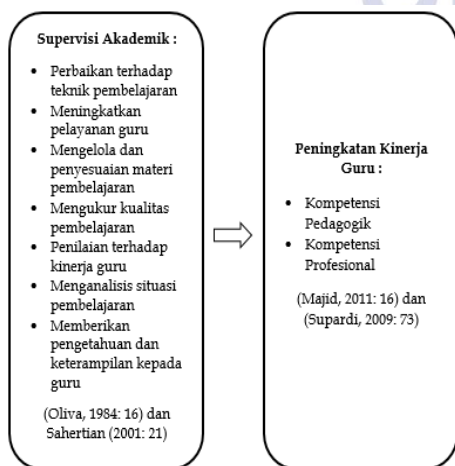 Supervisi Akademik :
• Perbaikan terhadap
teknik pembelajaran
• Meningkatkan
pelayanan guru
• Mengelola dan
penyesuaian materi
pembelajaran
• Mengukur kualitas
pembelajaran
• Penilaian terhadap
kinerja guru
• Menganalisis situasi
pembelajaran
• Memberikan
pengetahuan dan
keterampilan kepada
guru
(Oliva, 1984: 16) dan
Sahertian (2001: 21)
Peningkatan Kinerja
Guru :
• Kompetensi
Pedagogik
• Kompetensi
Profesional
(Majid, 2011: 16) dan
(Supardi, 2009: 73)